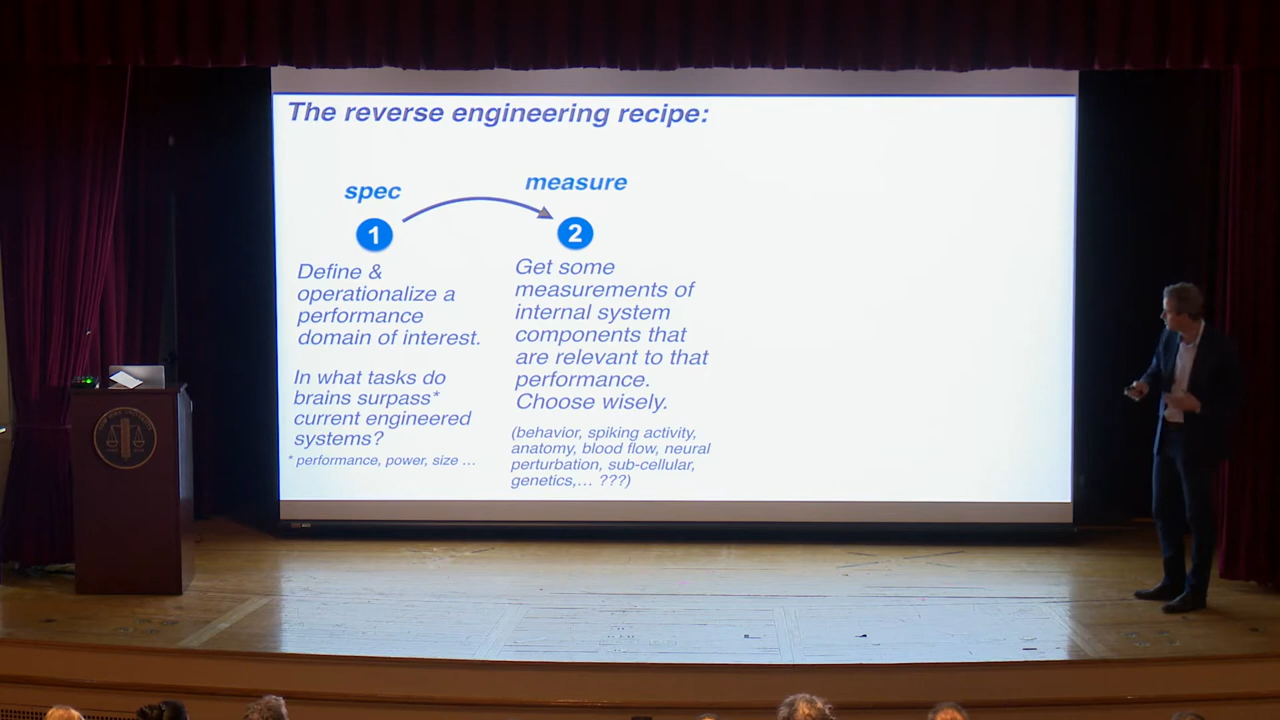 The reverse engineering recipe:
spec
measure
1
2
Define &
operationalize a
performance
domain of interest.
In what tasks do
brains surpass*
current engineered
systems?
* performance, power, size ...
Get some
measurements of
internal system
components that
are relevant to that
performance.
Choose wisely.
(behavior, spiking activity,
anatomy, blood flow, neural
perturbation, sub-cellular,
genetics,... ???)